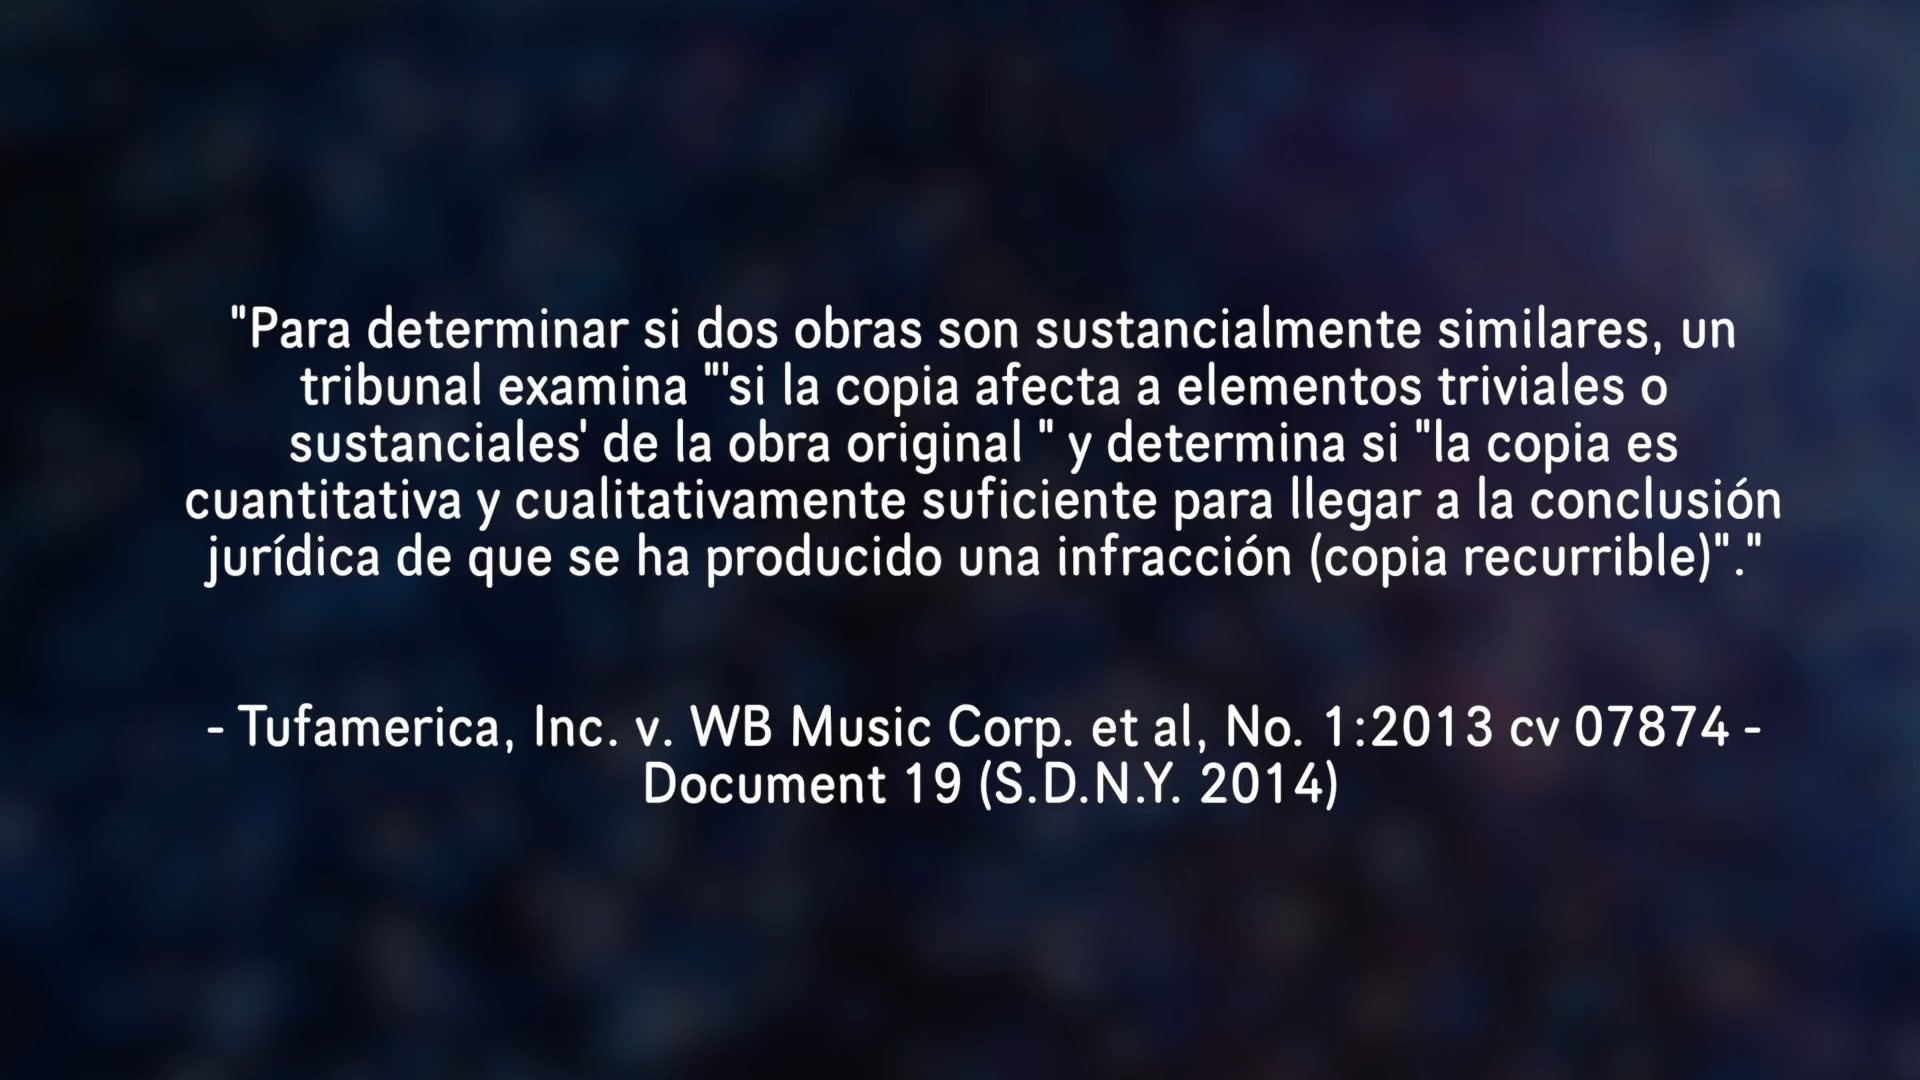 "Para determinar si dos obras son sustancialmente similares, un
tribunal examina "'si la copia afecta a elementos triviales o
sustanciales' de la obra original " y determina si "la copia es
cuantitativa y cualitativamente suficiente para llegar a la conclusión
jurídica de que se ha producido una infracción (copia recurrible)"."
- Tufamerica, Inc. v. WB Music Corp. et al, No. 1:2013 cv 07874 -
Document 19 (S.D.N.Y. 2014)